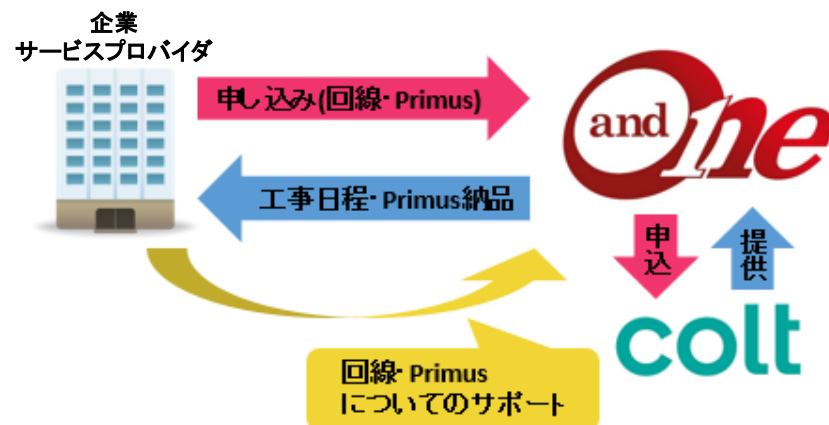 企業
サービスプロバイダ
申し込み(回線・Primus)
and One
工事日程・Primus納品
申込
提供
colt
回線・Primus
についてのサポート